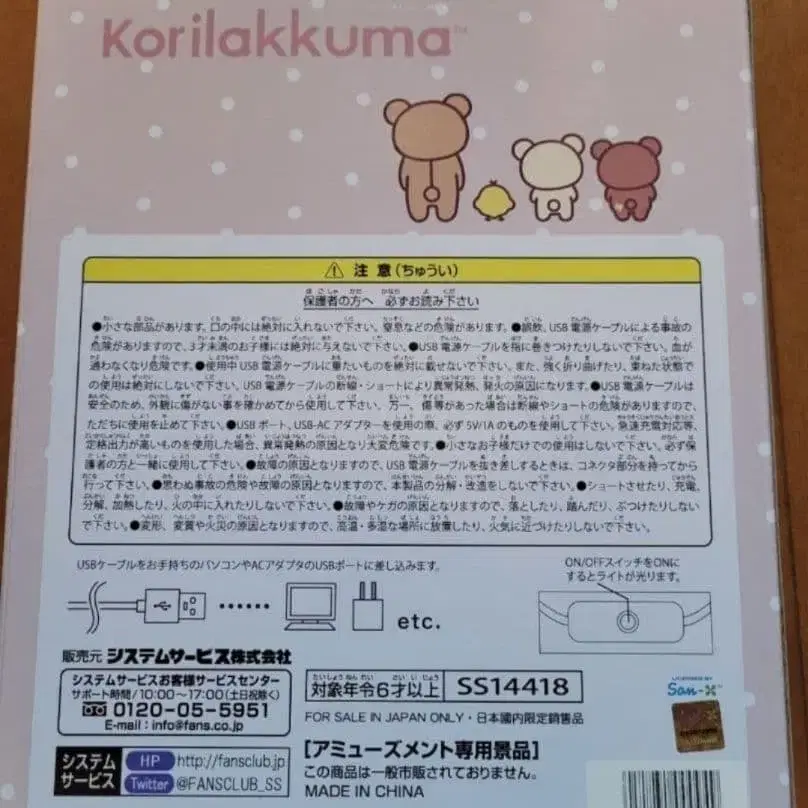 Korilakkuma™
⚠ 注意(ちゅうい)
保護者の方へ 必ずお読み下さい
●小さな部品があります。口の中には絶対に入れないで下さい。窒息などの危険があります。●誤飲、USB 電源ケーブルによる事故の
危険がありますので、3才未満のお子様には絶対に与えないで下さい。●USB 電源ケーブルを指に巻きつけたりしないで下さい。血が
通わなくなり危険です。●使用中 USB 電源ケーブルに重たいものを絶対に載せないで下さい。また、強く折り曲げたり、束ねた状態で
の使用は絶対にしないで下さい。USB 電源ケーブルの断線・ショートにより異常発熱、発火の原因になります。●USB 電源ケーブルは
安全のため、外観に傷がない事を確かめてから使用して下さい。万一、傷等があった場合は断線やショートの危険がありますので、
ただちに使用を止めて下さい。●USB ポート、USB-AC アダプターを使用の際、必ず 5V/1A のものを使用して下さい。急速充電対応等、
定格出力が高いものを使用した場合、異常発熱の原因となり大変危険です。●小さなお子様だけでの使用はしないで下さい。必ず保
護者の方と一緒に使用して下さい。●故障の原因となりますので、USB 電源ケーブルを抜き差しするときは、コネクタ部分を持ってから
行って下さい。●思わぬ事故の危険や故障の原因となりますので、本製品の分解・改造をしないで下さい。●ショートさせたり、充電、
分解、加熱したり、火の中に入れたりしないで下さい。●故障やケガの原因となりますので、落としたり、踏んだり、ぶつけたりしない
で下さい。●変形、変質や火災の原因となりますので、高温・多湿な場所に放置したり、火気に近づけたりしないで下さい。
USBケーブルをお手持ちのパソコンやACアダプタのUSBポートに差し込みます。
ON/OFFスイッチをONに
するとライトが光ります。
etc.
販売元 システムサービス株式会社
システムサービスお客様サービスセンター
サポート時間/10:00〜17:00(土日祝除く)
0120-05-5951
E-mail:info@fans.co.jp
システム
サービス
HP http://fansclub.jp
Twitter @FANSCLUB_SS
対象年令6才以上 SS14418
FOR SALE IN JAPAN ONLY・日本國内限定銷售品
[アミューズメント専用景品]
この商品は一般市販されておりません。
MADE IN CHINA
LICENSED BY
San-X